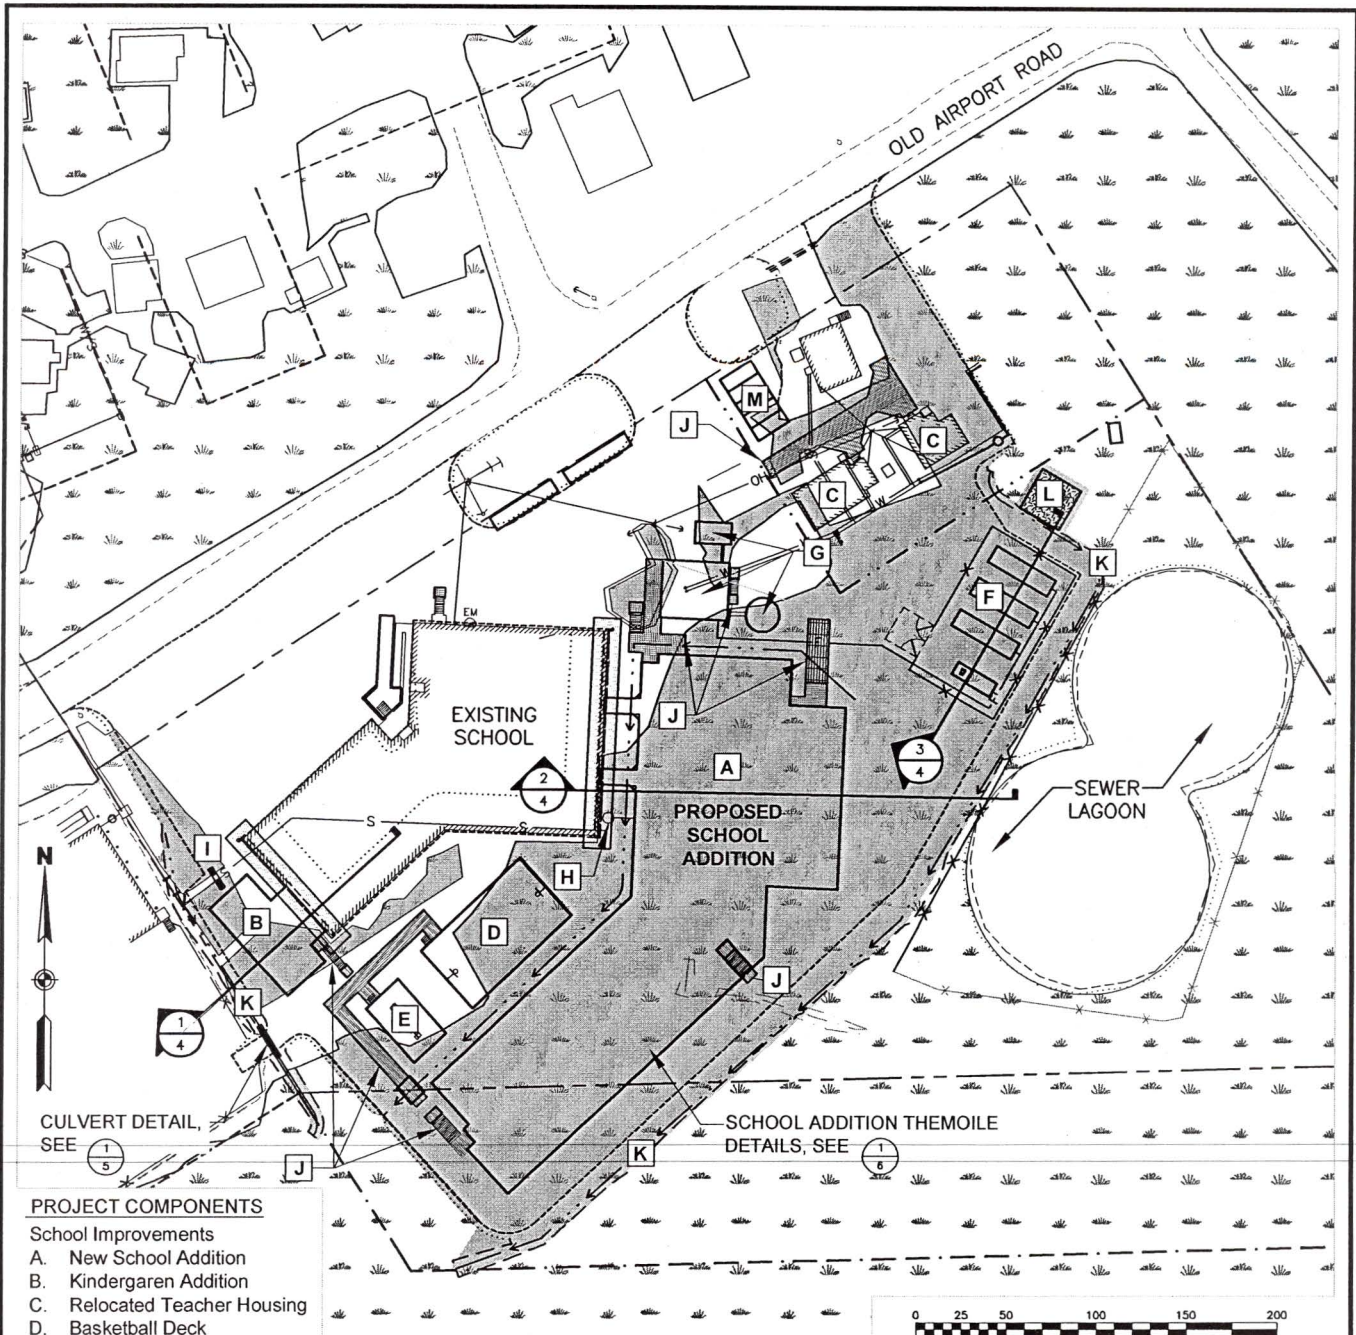 OLD AIRPORT ROAD
M
J
C
C
L
OH
W
G
K
F
EM
W
E
EXISTING
SCHOOL
J
A
3
4
2
4
SEWER
LAGOON
PROPOSED
SCHOOL
ADDITION
S
S
I
N
H
B
D
J
K
E
1
4
CULVERT DETAIL,
SEE 1
5
SCHOOL ADDITION THEMOILE
DETAILS, SEE 1
6
K
J
PROJECT COMPONENTS
School Improvements
A. New School Addition
B. Kindergaren Addition
C. Relocated Teacher Housing
D. Basketball Deck
0 25 50 100 150 200